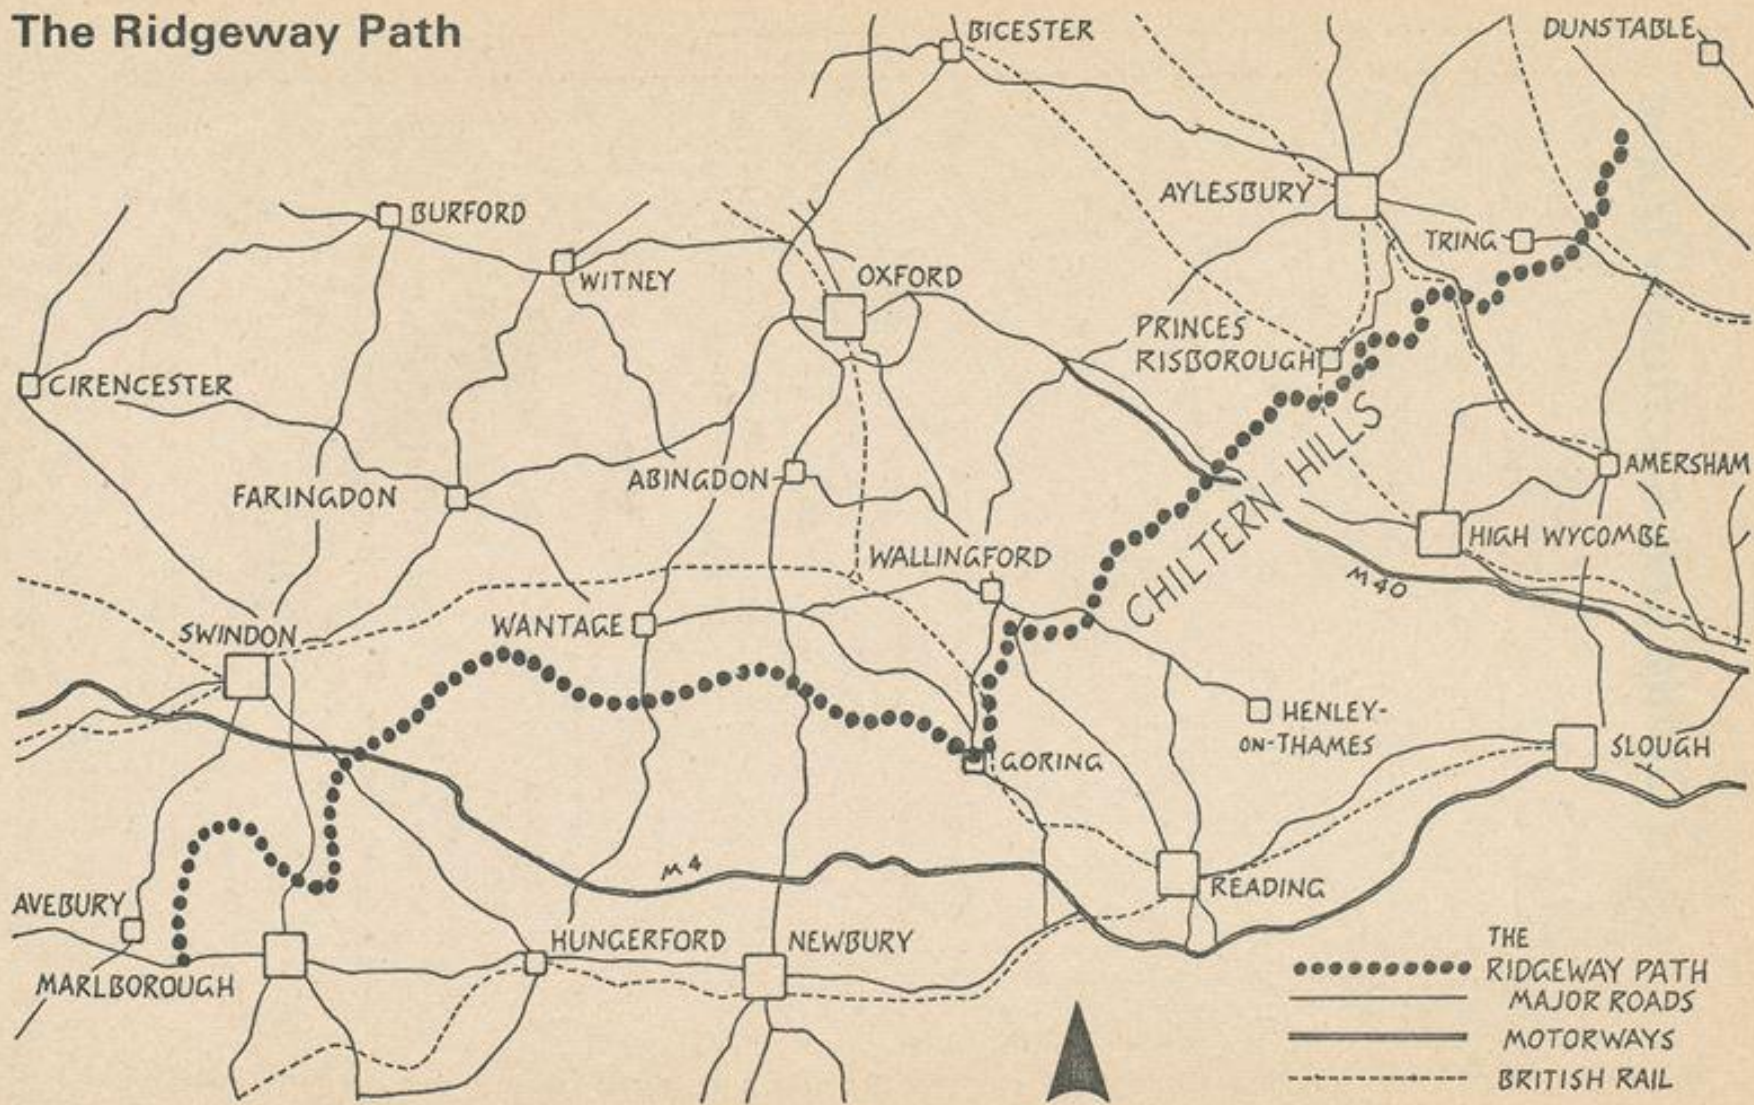 The Ridgeway Path
BICESTER
DUNSTABLE
AYLESBURY
BURFORD
TRING
WITNEY
OXFORD
PRINCES
RISBOROUGH
CIRENCESTER
CHILTERN HILLS
FARINGDON
ABINGDON
AMERSHAM
HIGH WYCOMBE
WALLINGFORD
M40
WANTAGE
SWINDON
HENLEY-
ON-THAMES
SLOUGH
GORING
M4
READING
AVEBURY
HUNGERFORD
NEWBURY
MARLBOROUGH
THE
RIDGEWAY PATH
MAJOR ROADS
MOTORWAYS
BRITISH RAIL